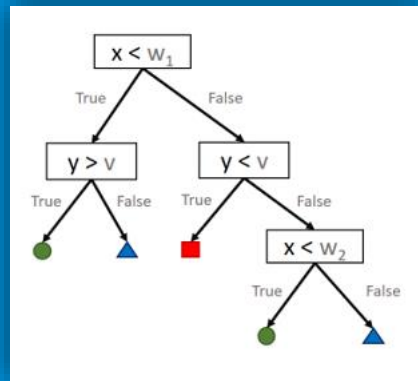 x < w₁
True False
y > v y < v
True False True False
x < w₂
True False